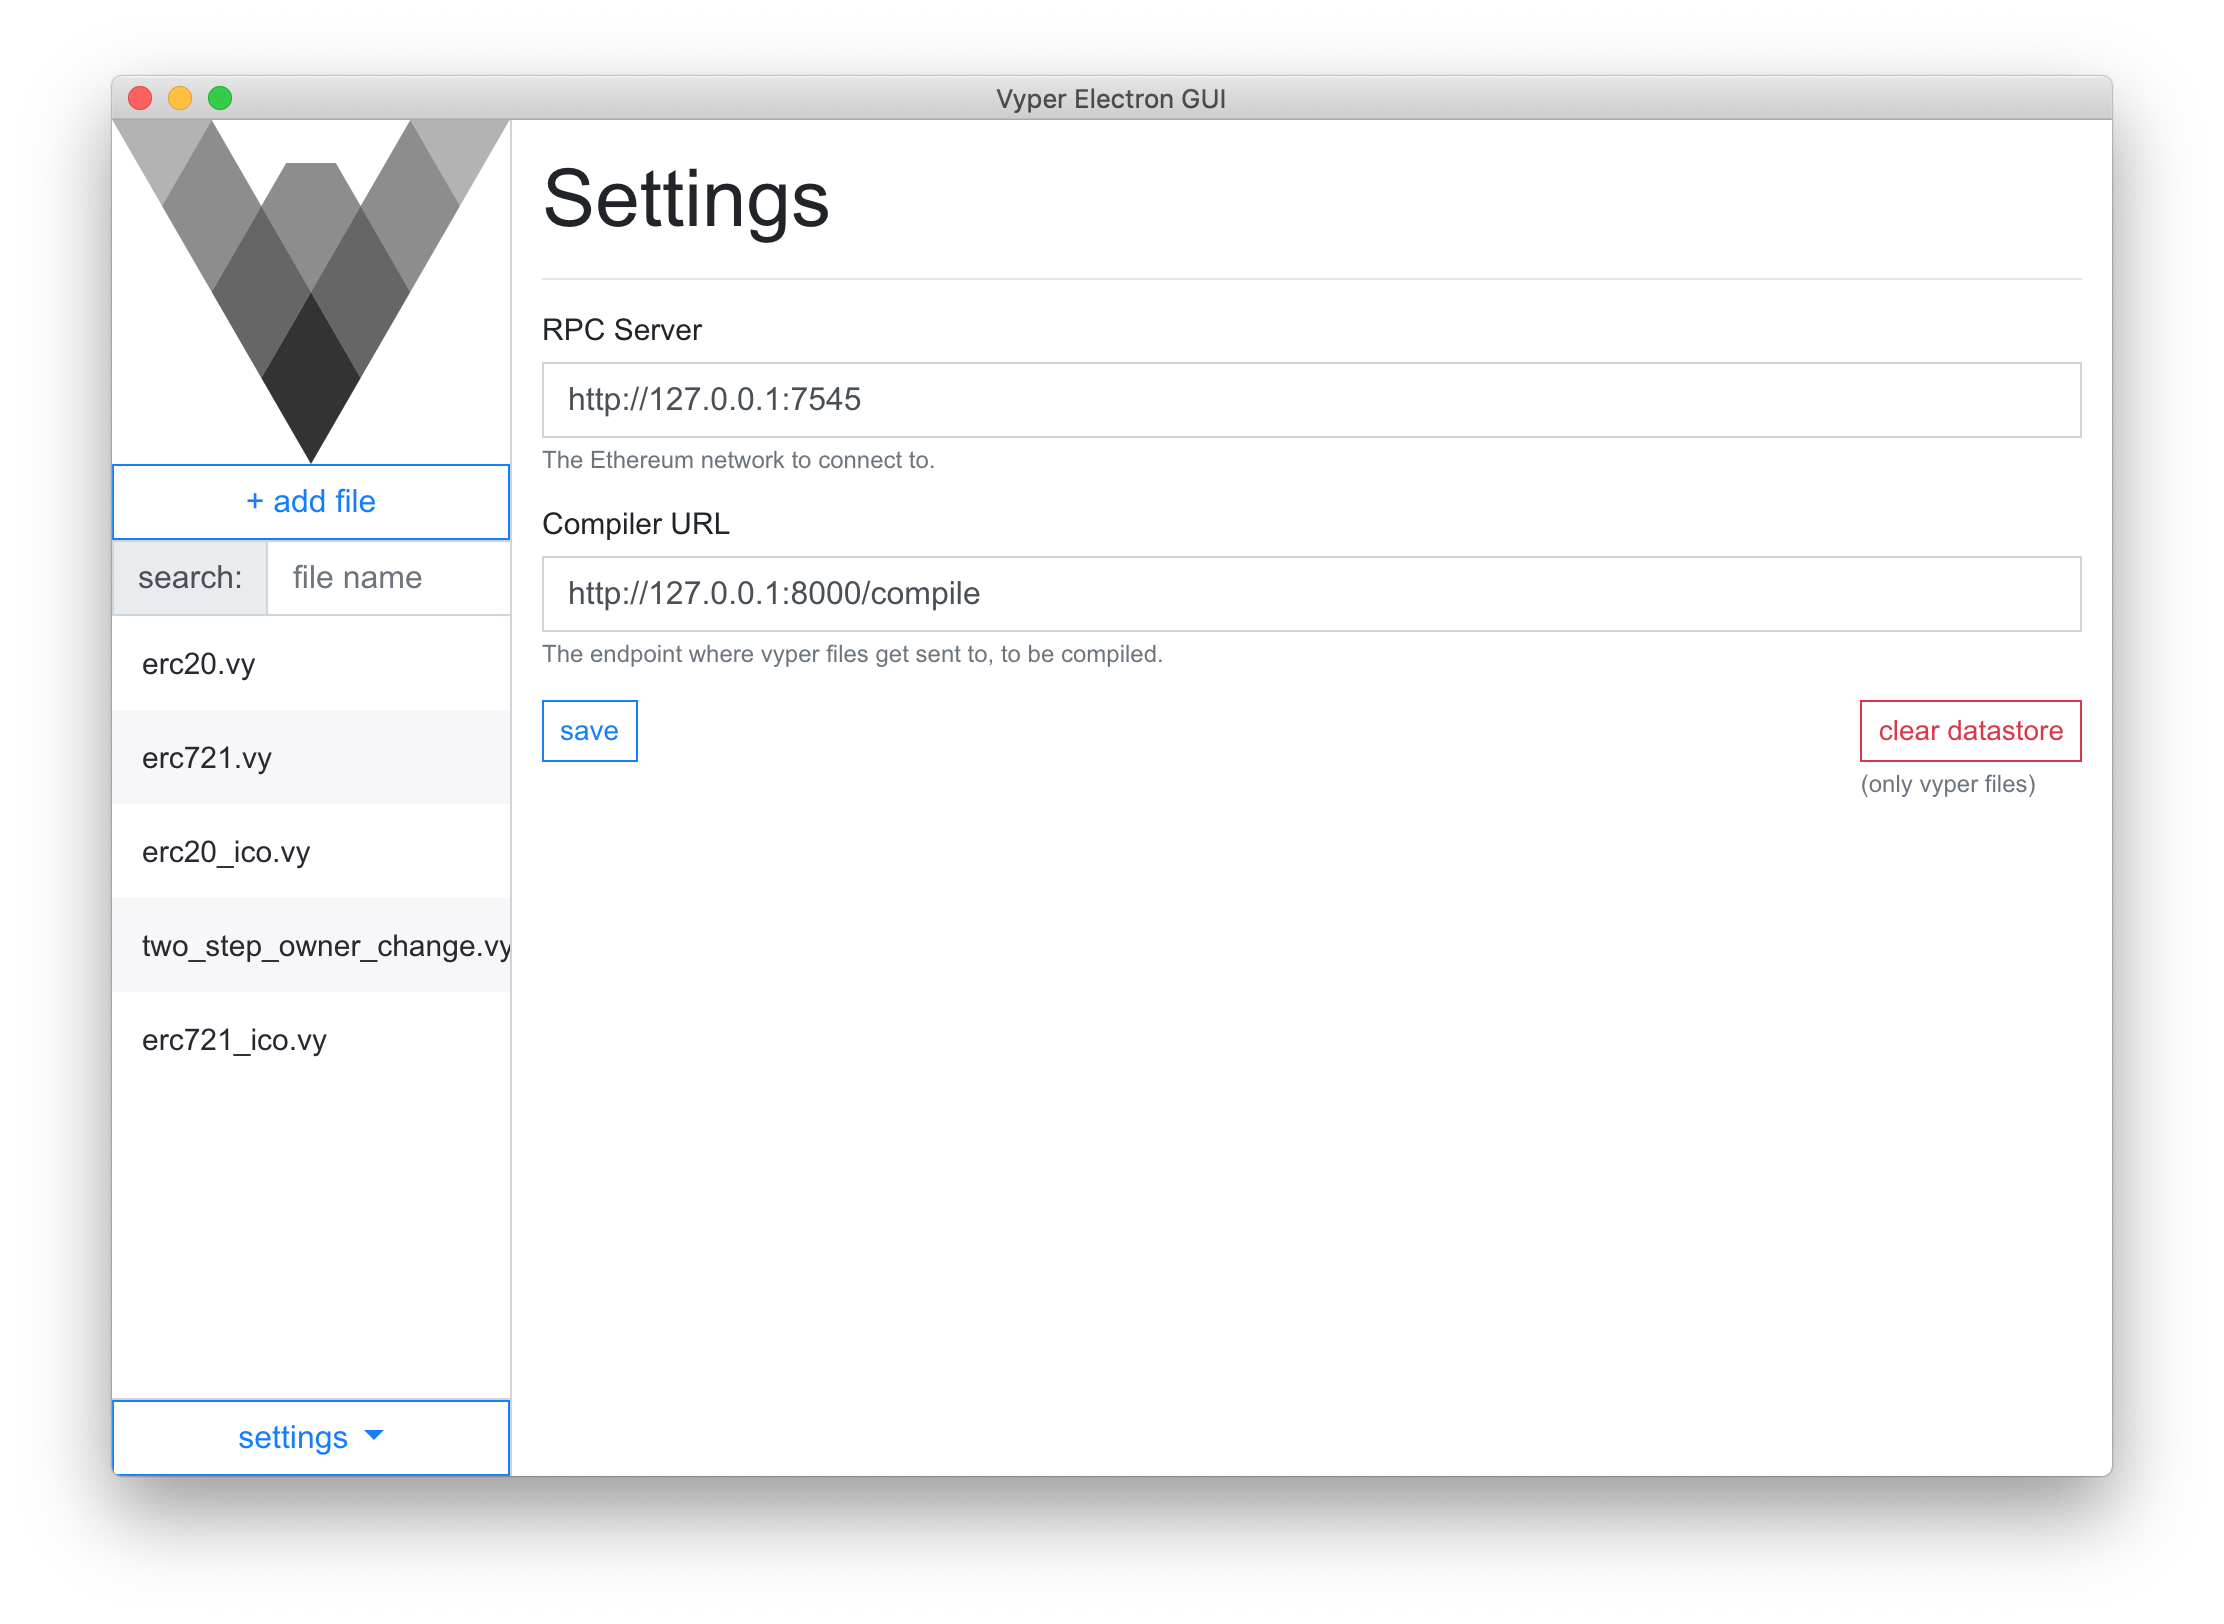 Vyper Electron GUI
+ add file
search: file name
erc20.vy
erc721.vy
erc20_ico.vy
two_step_owner_change.vy
erc721_ico.vy
settings
Settings
RPC Server
http://127.0.0.1:7545
The Ethereum network to connect to.
Compiler URL
http://127.0.0.1:8000/compile
The endpoint where vyper files get sent to, to be compiled.
save
clear datastore
(only vyper files)